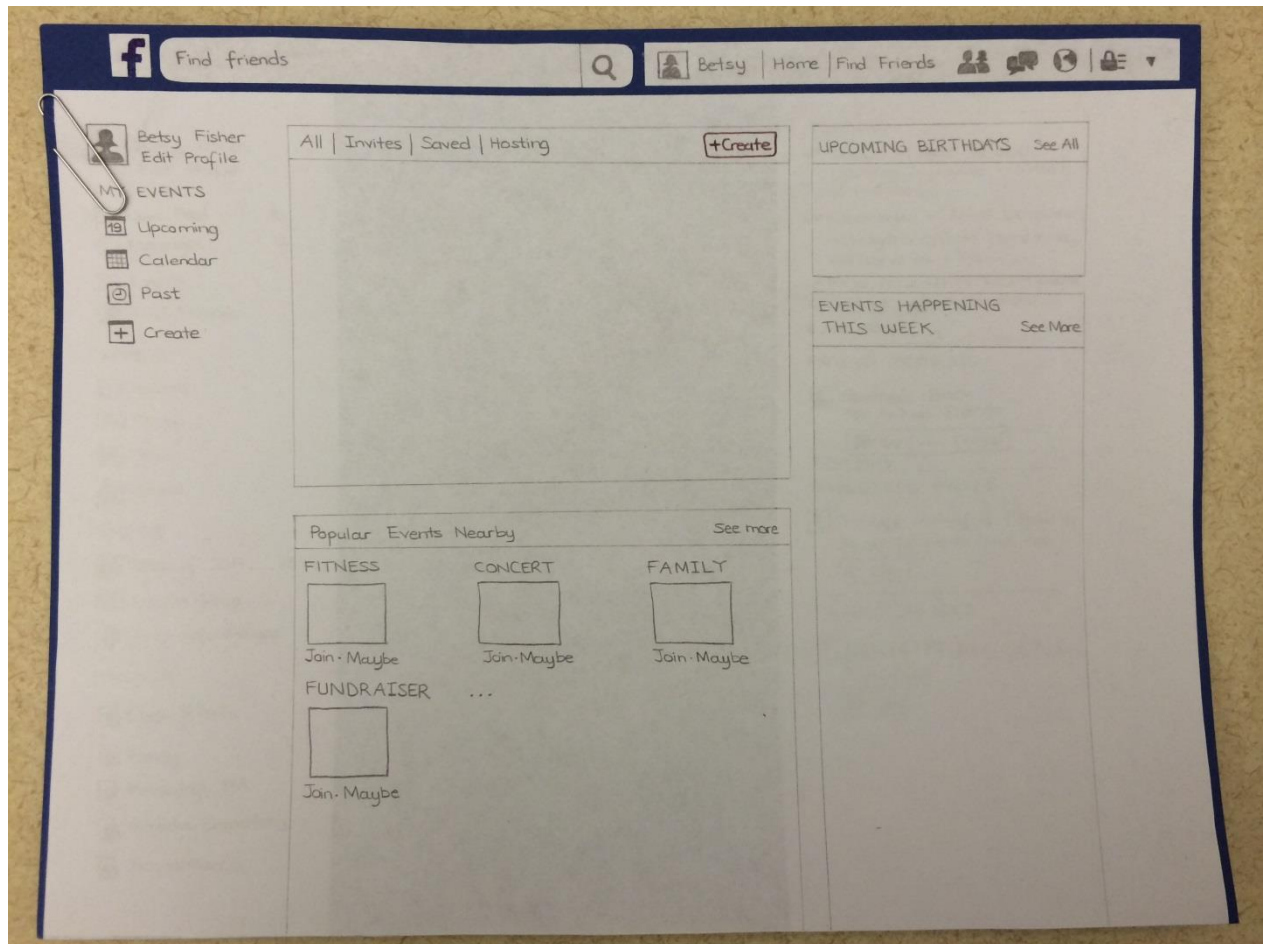 f
Find friends
Betsy | Home | Find Friends
Betsy Fisher
Edit Profile
MY EVENTS
19 Upcoming
Calendar
Past
+ Create
All | Invites | Saved | Hosting
+Create
Popular Events Nearby
See more
FITNESS
CONCERT
FAMILY
Join · Maybe
Join · Maybe
Join · Maybe
FUNDRAISER
...
Join · Maybe
UPCOMING BIRTHDAYS
See All
EVENTS HAPPENING
THIS WEEK
See More